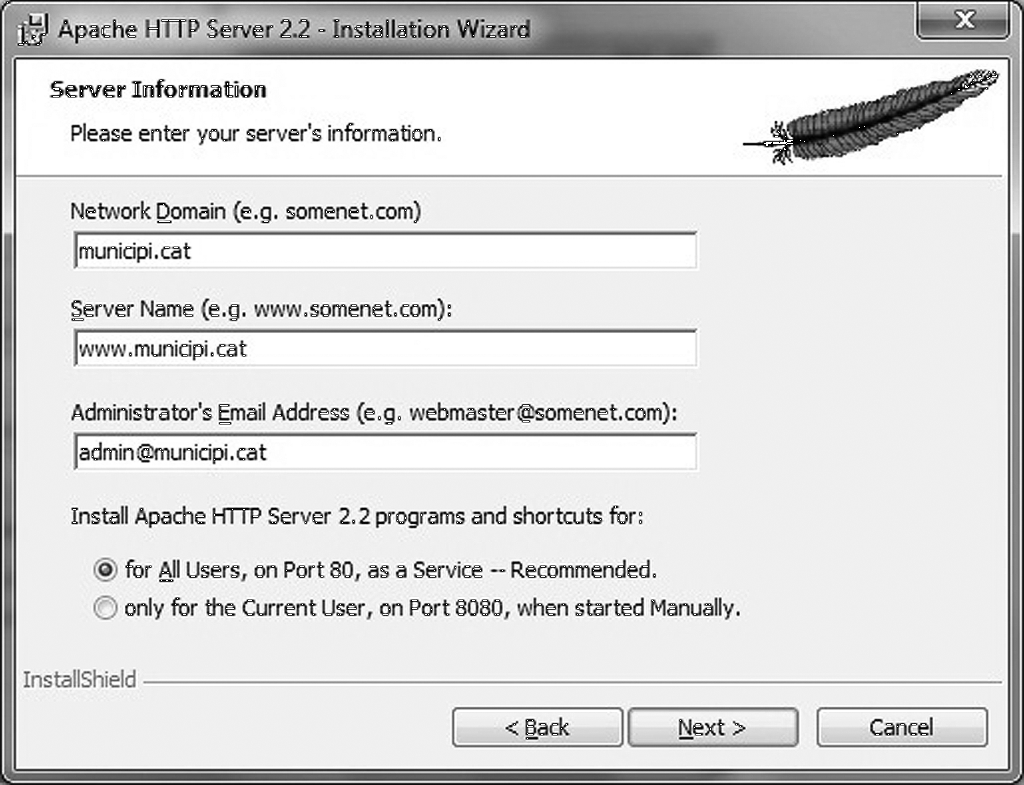 Apache HTTP Server 2.2 - Installation Wizard
Server Information
Please enter your server's information.
Network Domain (e.g. somenet.com)
municipi.cat
Server Name (e.g. www.somenet.com):
www.municipi.cat
Administrator's Email Address (e.g. webmaster@somenet.com):
admin@municipi.cat
Install Apache HTTP Server 2.2 programs and shortcuts for:
for All Users, on Port 80, as a Service -- Recommended.
only for the Current User, on Port 8080, when started Manually.
InstallShield
< Back Next > Cancel